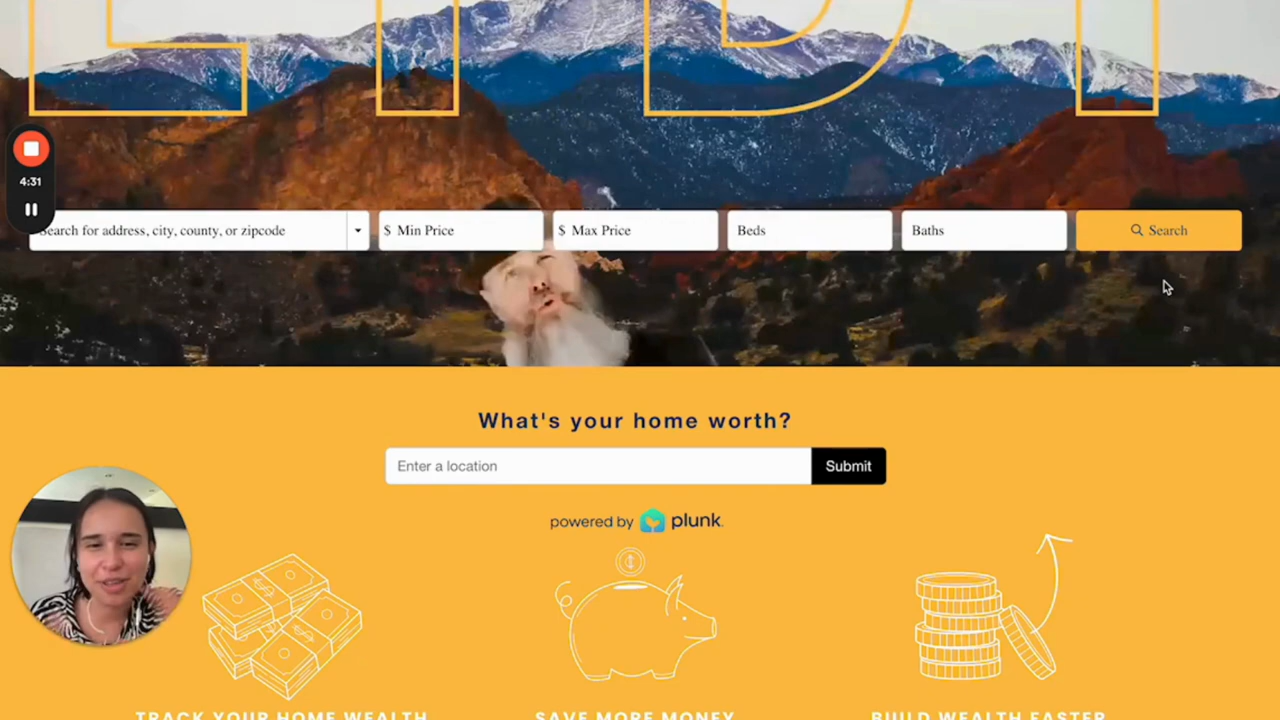 4:31
Search for address, city, county, or zipcode
$ Min Price
$ Max Price
Beds
Baths
Search
What's your home worth?
Enter a location
Submit
powered by plunk.
TRACK YOUR HOME WEALTH
SAVE MORE MONEY
BUILD WEALTH FASTER